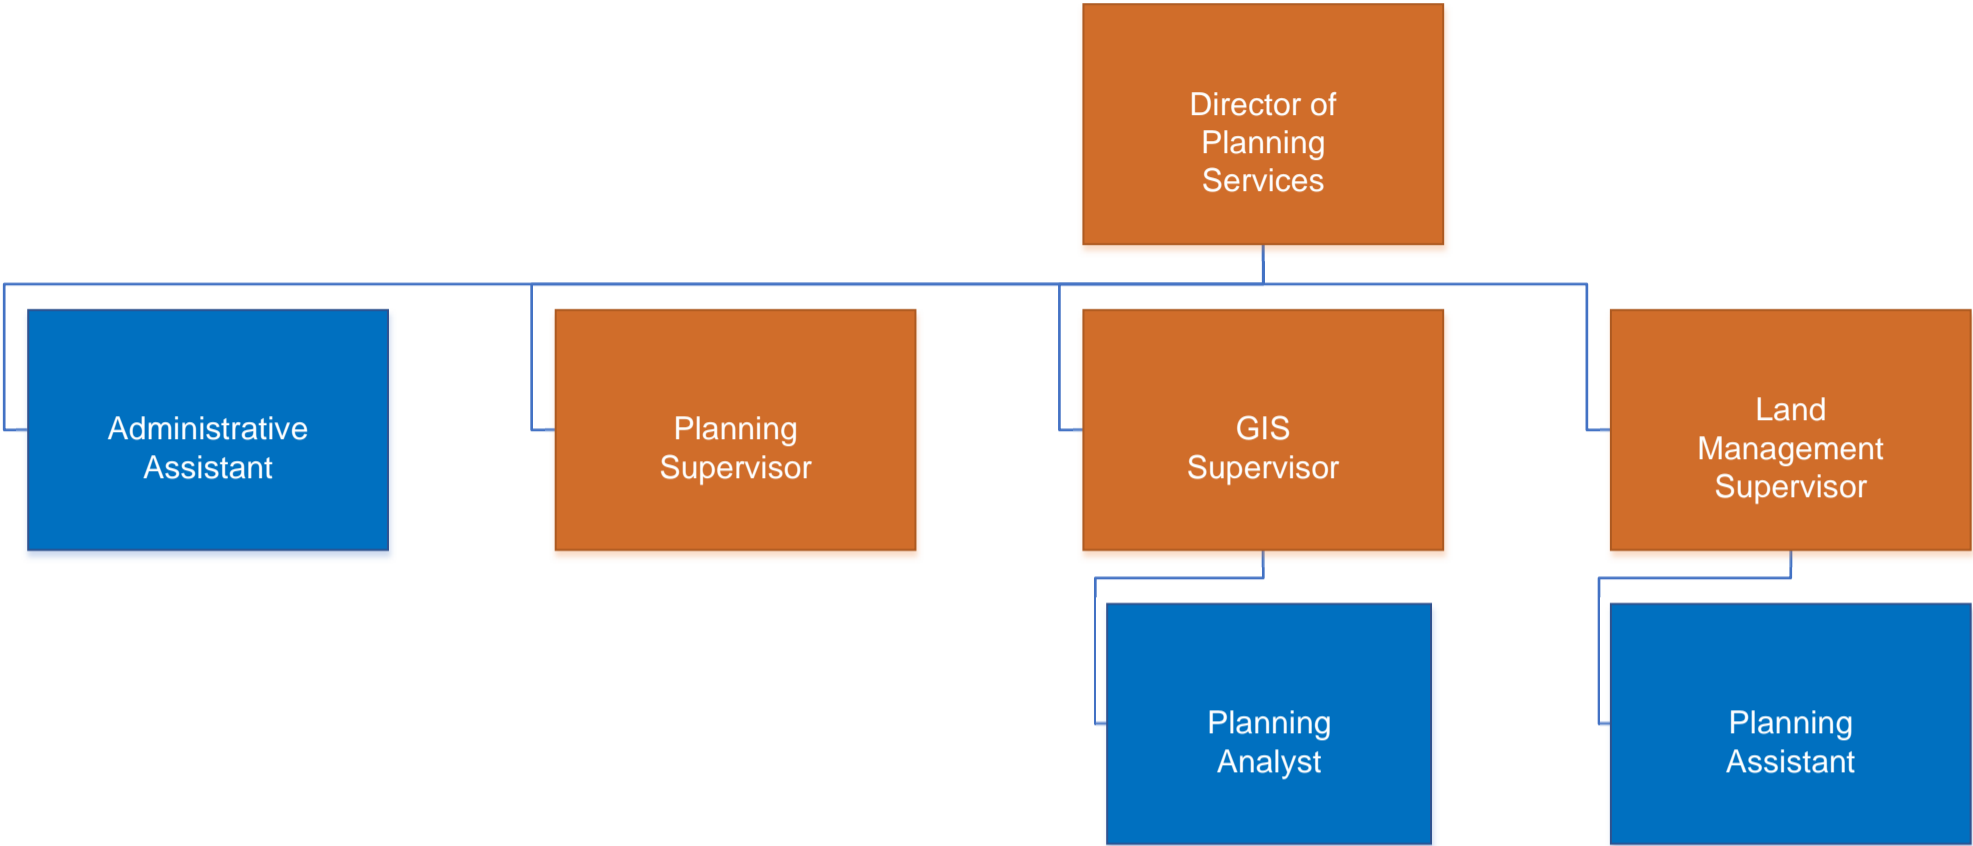 Director of
Planning
Services
Administrative
Assistant
Planning
Supervisor
GIS
Supervisor
Land
Management
Supervisor
Planning
Analyst
Planning
Assistant